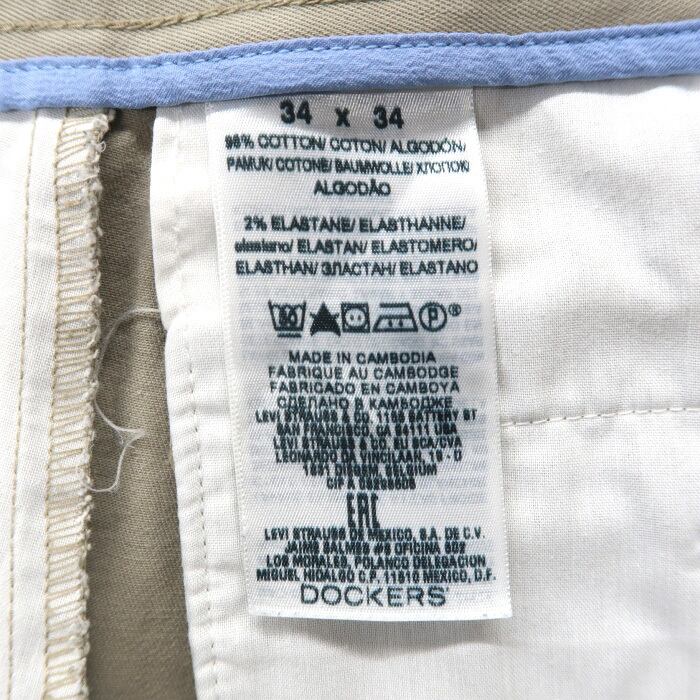 34 x 34
98% COTTON/ COTON/ ALGODÓN/
PAMUK/ COTONE/ BAUMWOLLE/ ХЛОПОК/
ALGODÃO
2% ELASTANE/ ELASTHANNE/
elastano/ ELASTAN/ ELASTOMERO/
ELASTHAN/ ЭЛАСТАН/ ELASTANO
P®
MADE IN CAMBODIA
FABRIQUE AU CAMBODGE
FABRICADO EN CAMBOYA
СДЕЛАНО В КАМБОДЖЕ
LEVI STRAUSS & CO. 1155 BATTERY ST
SAN FRANCISCO, CA 94111 USA
LEVI STRAUSS & CO. EU SCA/CVA
LEONARDO DA VINCILAAN, 19 - D
1831 DIEGEM, BELGIUM
CIF A
EAC
LEVI STRAUSS DE MEXICO, S.A. DE C.V.
JAIME BALMES #8 OFICINA 602
LOS MORALES, POLANCO DELEGACION
MIGUEL HIDALGO C.P. 11510 MEXICO, D.F.
DOCKERS®